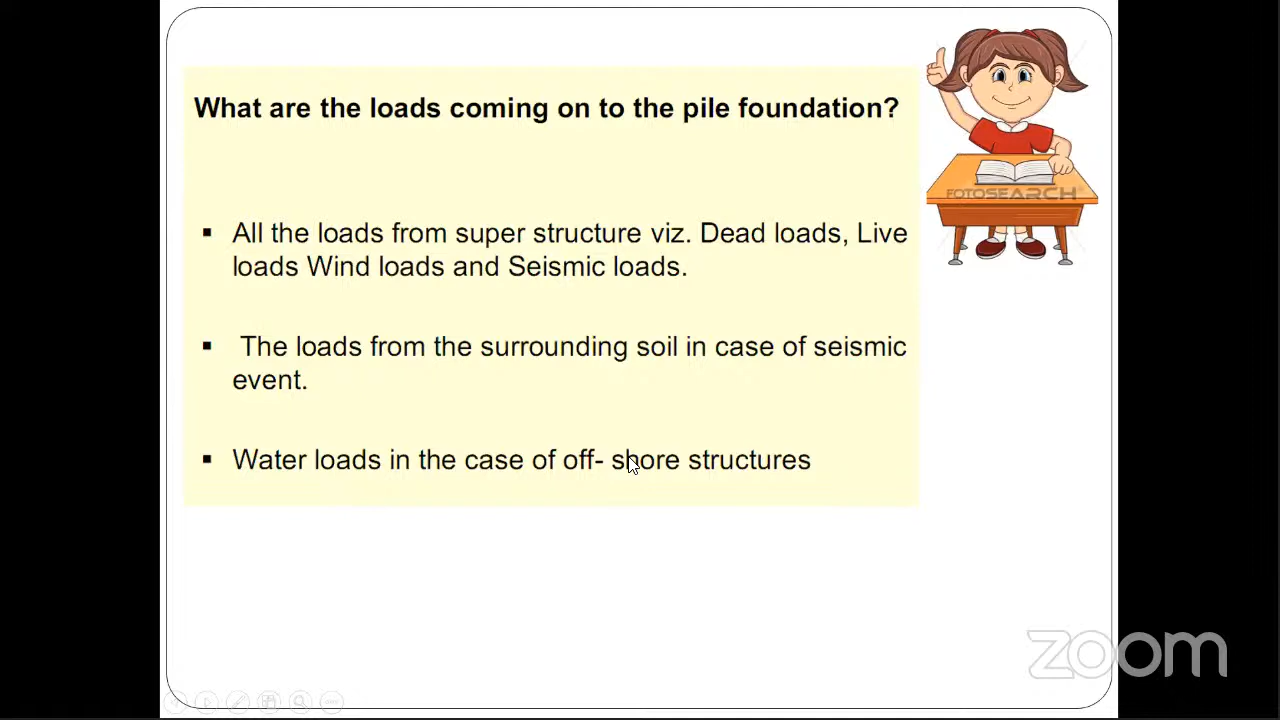 What are the loads coming on to the pile foundation?
FOTOSEARCH
▪ All the loads from super structure viz. Dead loads, Live
loads Wind loads and Seismic loads.
▪ The loads from the surrounding soil in case of seismic
event.
▪ Water loads in the case of off- shore structures
zoom